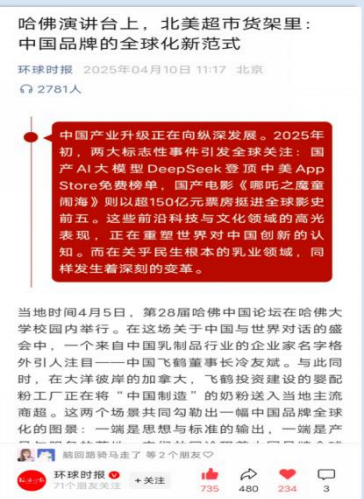 哈佛演讲台上，北美超市货架里：
中国品牌的全球化新范式
环球时报 2025年04月10日 11:17 北京
2781人
中国产业升级正在向纵深发展。2025年
初，两大标志性事件引发全球关注：国
产AI大模型DeepSeek登顶中美App
Store免费榜单，国产电影《哪吒之魔童
闹海》则以超150亿元票房挺进全球影史
前五。这些前沿科技与文化领域的高光
表现，正在重塑世界对中国创新的认
知。而在关乎民生根本的乳业领域，同
样发生着深刻的变革。
当地时间4月5日，第28届哈佛中国论坛在哈佛大
学校园内举行。在这场关于中国与世界对话的盛
会中，一个来自中国乳制品行业的企业家名字格
外引人注目——中国飞鹤董事长冷友斌。与此同
时，在大洋彼岸的加拿大，飞鹤投资建设的婴配
粉工厂正在将“中国制造”的奶粉送入当地主流
商超。这两个场景共同勾勒出一幅中国品牌全球
化的图景：一端是思想与标准的输出，一端是产
脑回路骑马走了 等2个朋友
环球时报
71个朋友关注
+关注
735
480
234
3